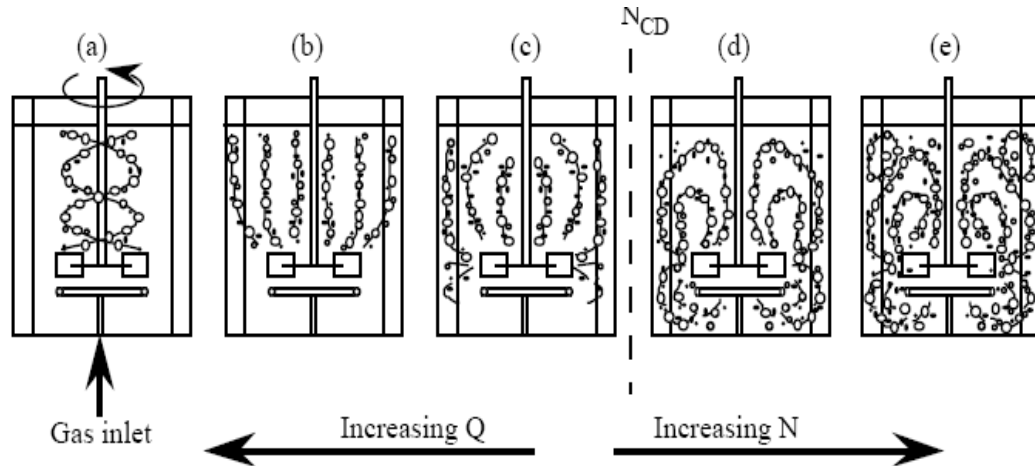 N_CD
(a) (b) (c) (d) (e)
Gas inlet
Increasing Q
Increasing N